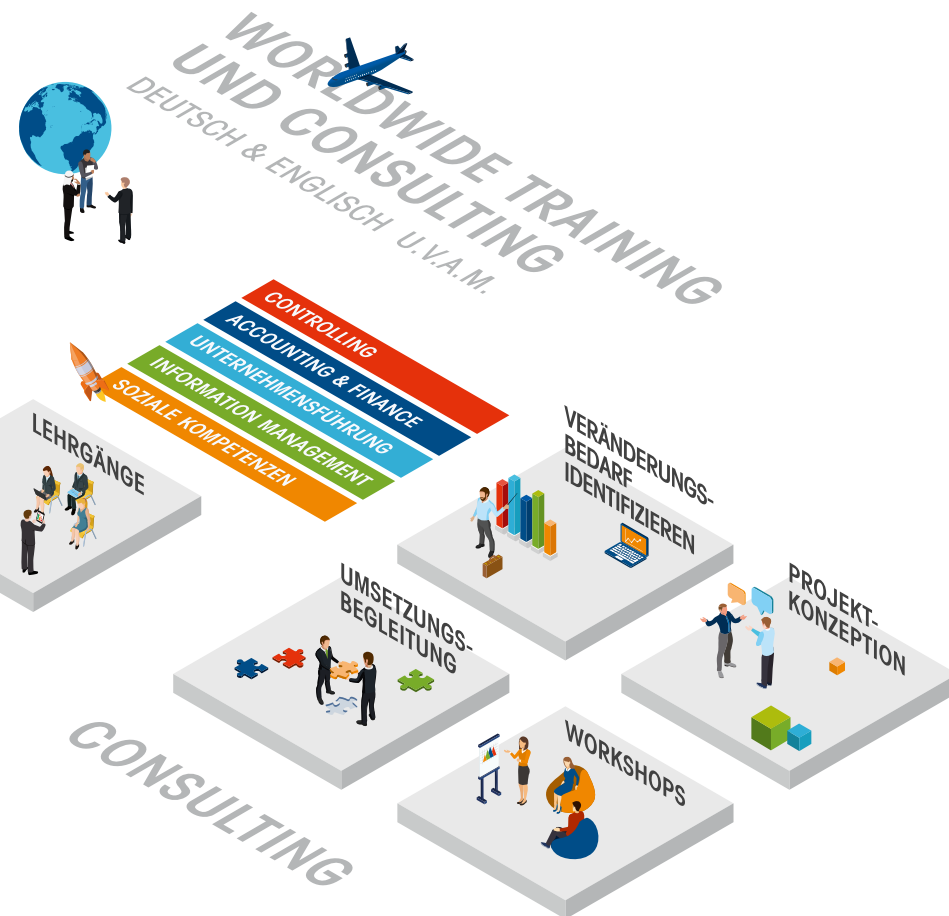 WORLDWIDE TRAINING
UND CONSULTING
DEUTSCH & ENGLISCH U.V.A.M.
CONTROLLING
ACCOUNTING & FINANCE
UNTERNEHMENSFÜHRUNG
INFORMATION MANAGEMENT
SOZIALE KOMPETENZEN
LEHRGÄNGE
VERÄNDERUNGS-
BEDARF
IDENTIFIZIEREN
UMSETZUNGS-
BEGLEITUNG
PROJEKT-
KONZEPTION
WORKSHOPS
CONSULTING